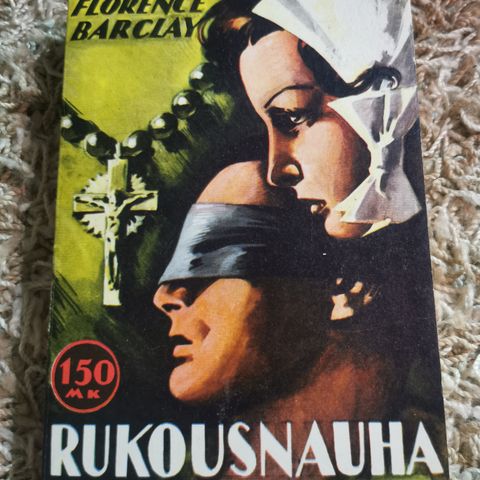 FLORENCE
BARCLAY
150
MK
RUKOUSNAUHA